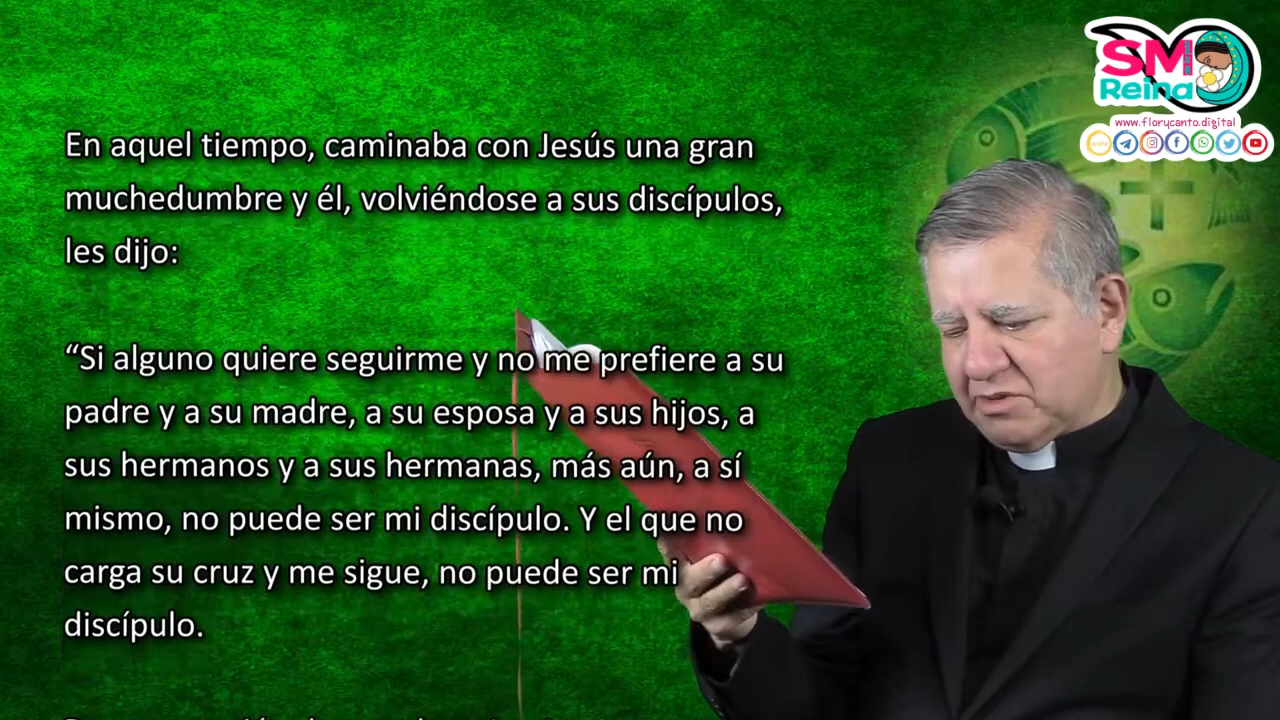 SM
Reina
www.florycanto.digital
En aquel tiempo, caminaba con Jesús una gran
muchedumbre y él, volviéndose a sus discípulos,
les dijo:
“Si alguno quiere seguirme y no me prefiere a su
padre y a su madre, a su esposa y a sus hijos, a
sus hermanos y a sus hermanas, más aún, a sí
mismo, no puede ser mi discípulo. Y el que no
carga su cruz y me sigue, no puede ser mi
discípulo.